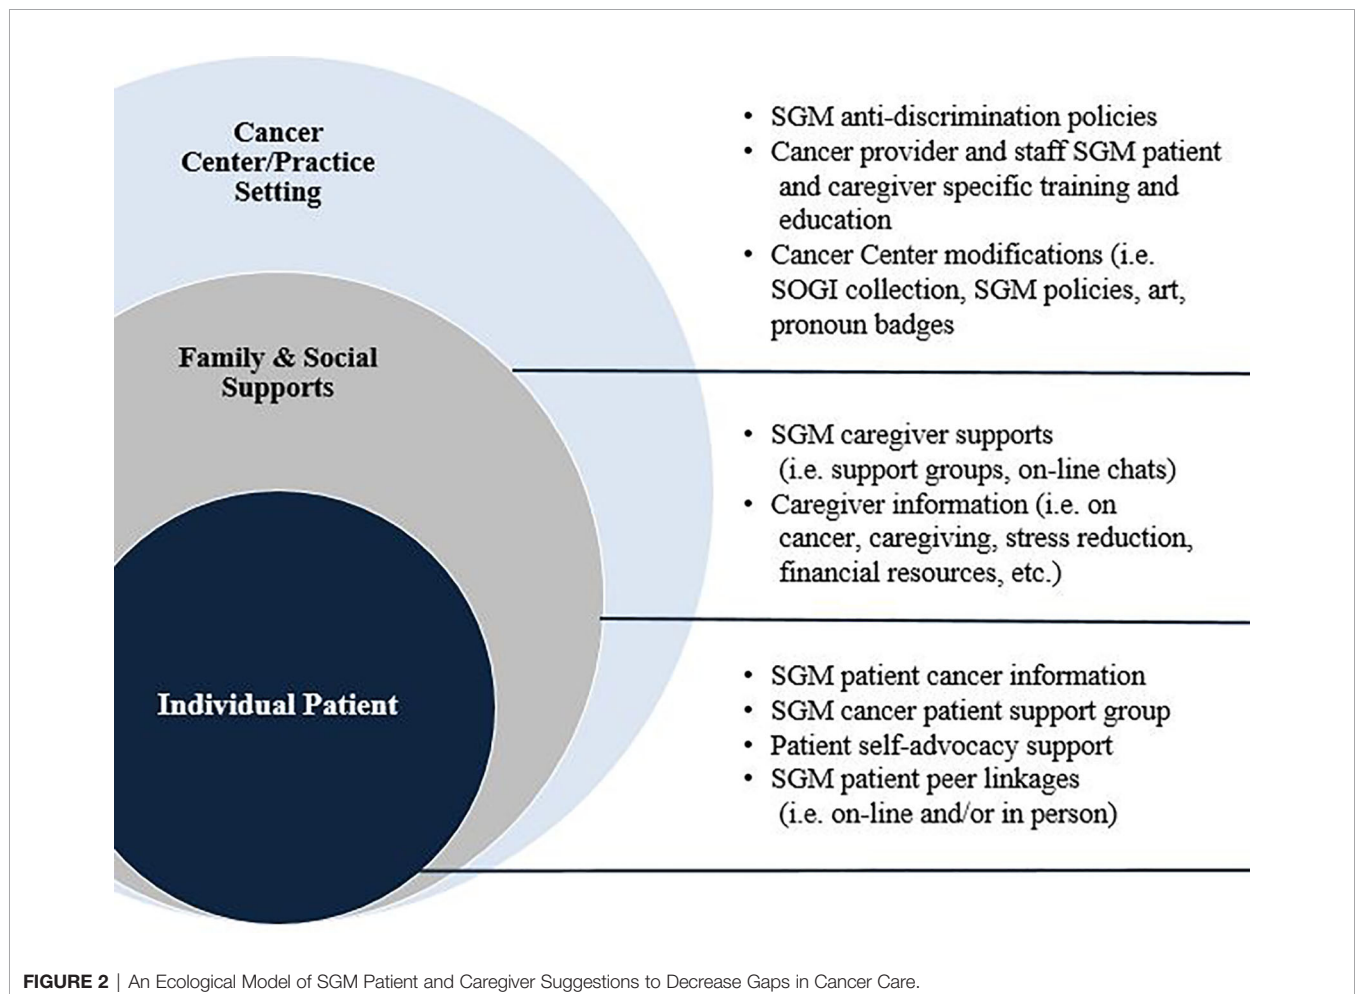 Cancer
Center/Practice
Setting
• SGM anti-discrimination policies
• Cancer provider and staff SGM patient
and caregiver specific training and
education
• Cancer Center modifications (i.e.
SOGI collection, SGM policies, art,
pronoun badges
Family & Social
Supports
• SGM caregiver supports
(i.e. support groups, on-line chats)
• Caregiver information (i.e. on
cancer, caregiving, stress reduction,
financial resources, etc.)
Individual Patient
• SGM patient cancer information
• SGM cancer patient support group
• Patient self-advocacy support
• SGM patient peer linkages
(i.e. on-line and/or in person)
FIGURE 2 | An Ecological Model of SGM Patient and Caregiver Suggestions to Decrease Gaps in Cancer Care.